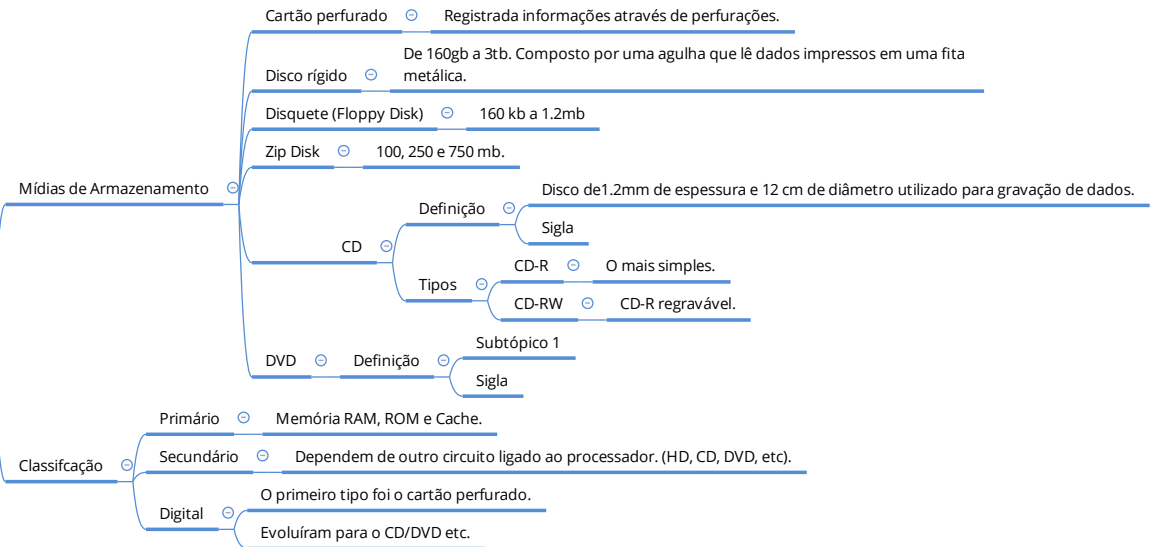 Cartão perfurado
Registrada informações através de perfurações.
Disco rígido
De 160gb a 3tb. Composto por uma agulha que lê dados impressos em uma fita
metálica.
Disquete (Floppy Disk)
160 kb a 1.2mb
Zip Disk
100, 250 e 750 mb.
Mídias de Armazenamento
CD
Definição
Disco de1.2mm de espessura e 12 cm de diâmetro utilizado para gravação de dados.
Sigla
Tipos
CD-R
O mais simples.
CD-RW
CD-R regravável.
DVD
Definição
Subtópico 1
Sigla
Classifcação
Primário
Memória RAM, ROM e Cache.
Secundário
Dependem de outro circuito ligado ao processador. (HD, CD, DVD, etc).
Digital
O primeiro tipo foi o cartão perfurado.
Evoluíram para o CD/DVD etc.